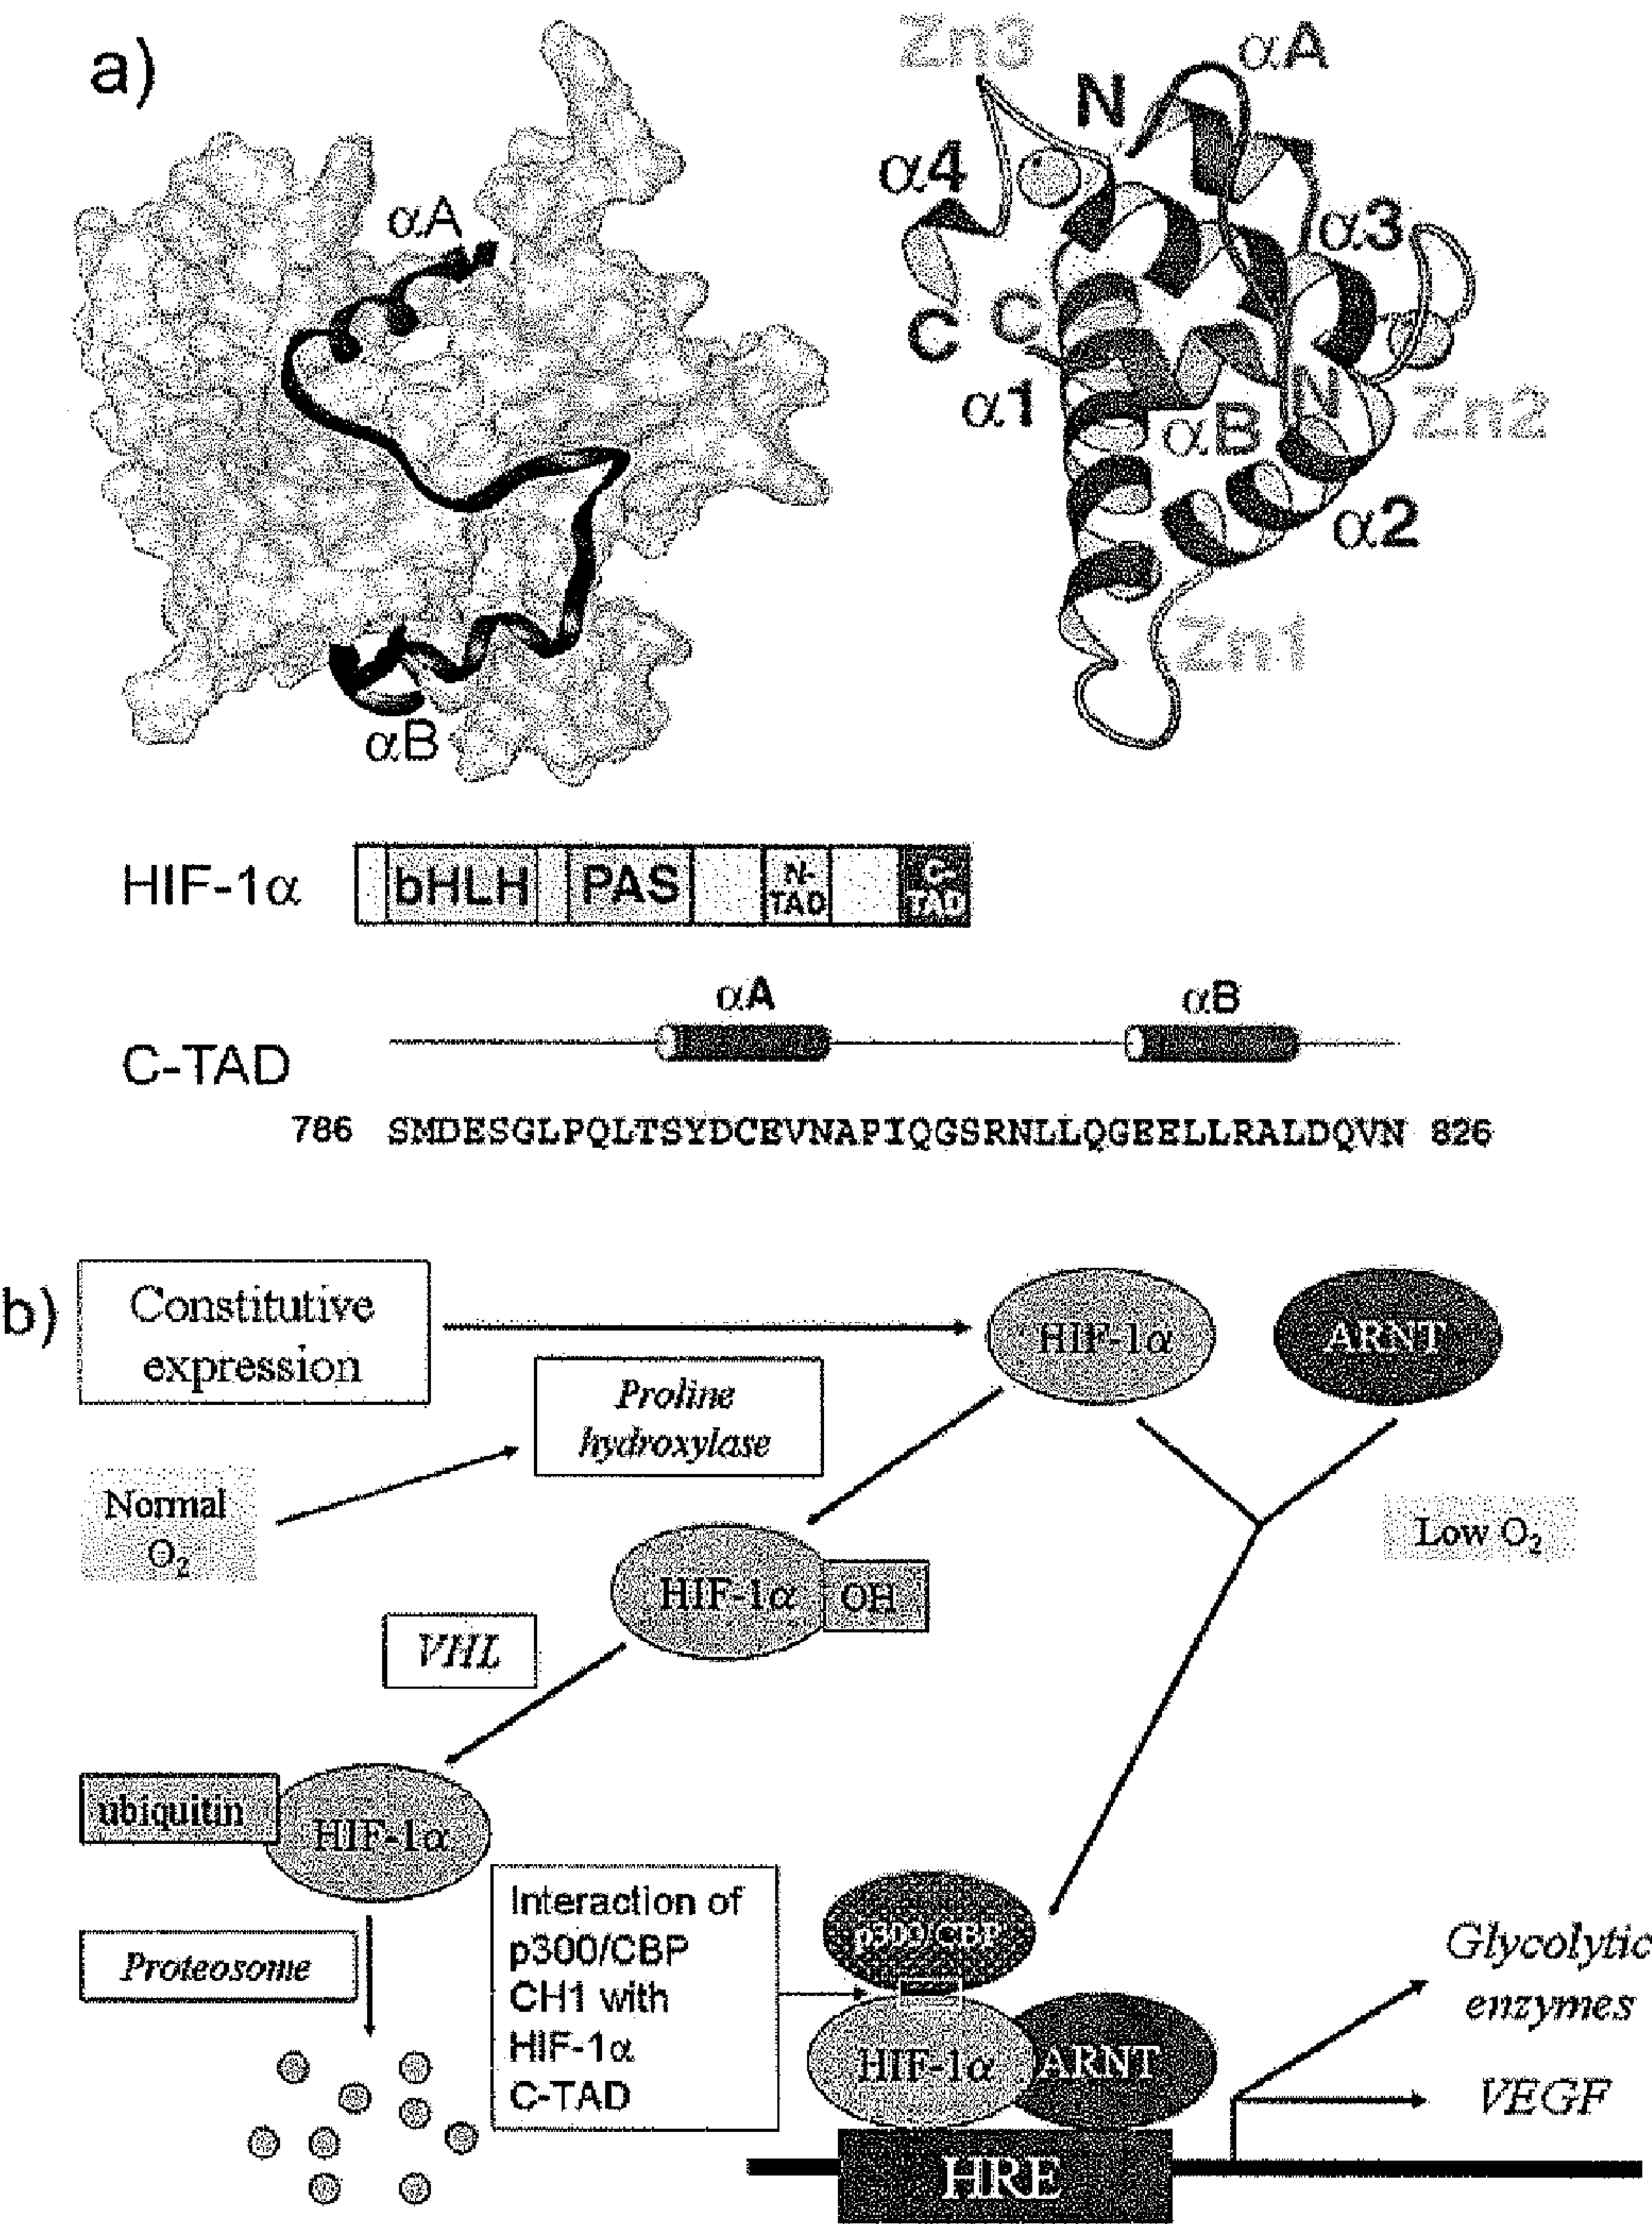 a)
αA
αB
Zn3
N
αA
α4
α3
C
C
α1
αB
N
Zn2
α2
Zn1
HIF-1α
bHLH
PAS
N-
TAD
C-
TAD
αA
αB
C-TAD
786 SMDESGLPQLTSYDCEVNAPIQGSRNLLQGEELLRALDQVN 826
b)
Constitutive
expression
HIF-1α
ARNT
Proline
hydroxylase
Normal
O₂
Low O₂
HIF-1α
OH
VHL
ubiquitin
HIF-1α
Interaction of
p300/CBP
CH1 with
HIF-1α
C-TAD
Proteosome
p300/CBP
HIF-1α
ARNT
HRE
Glycolytic
enzymes
VEGF